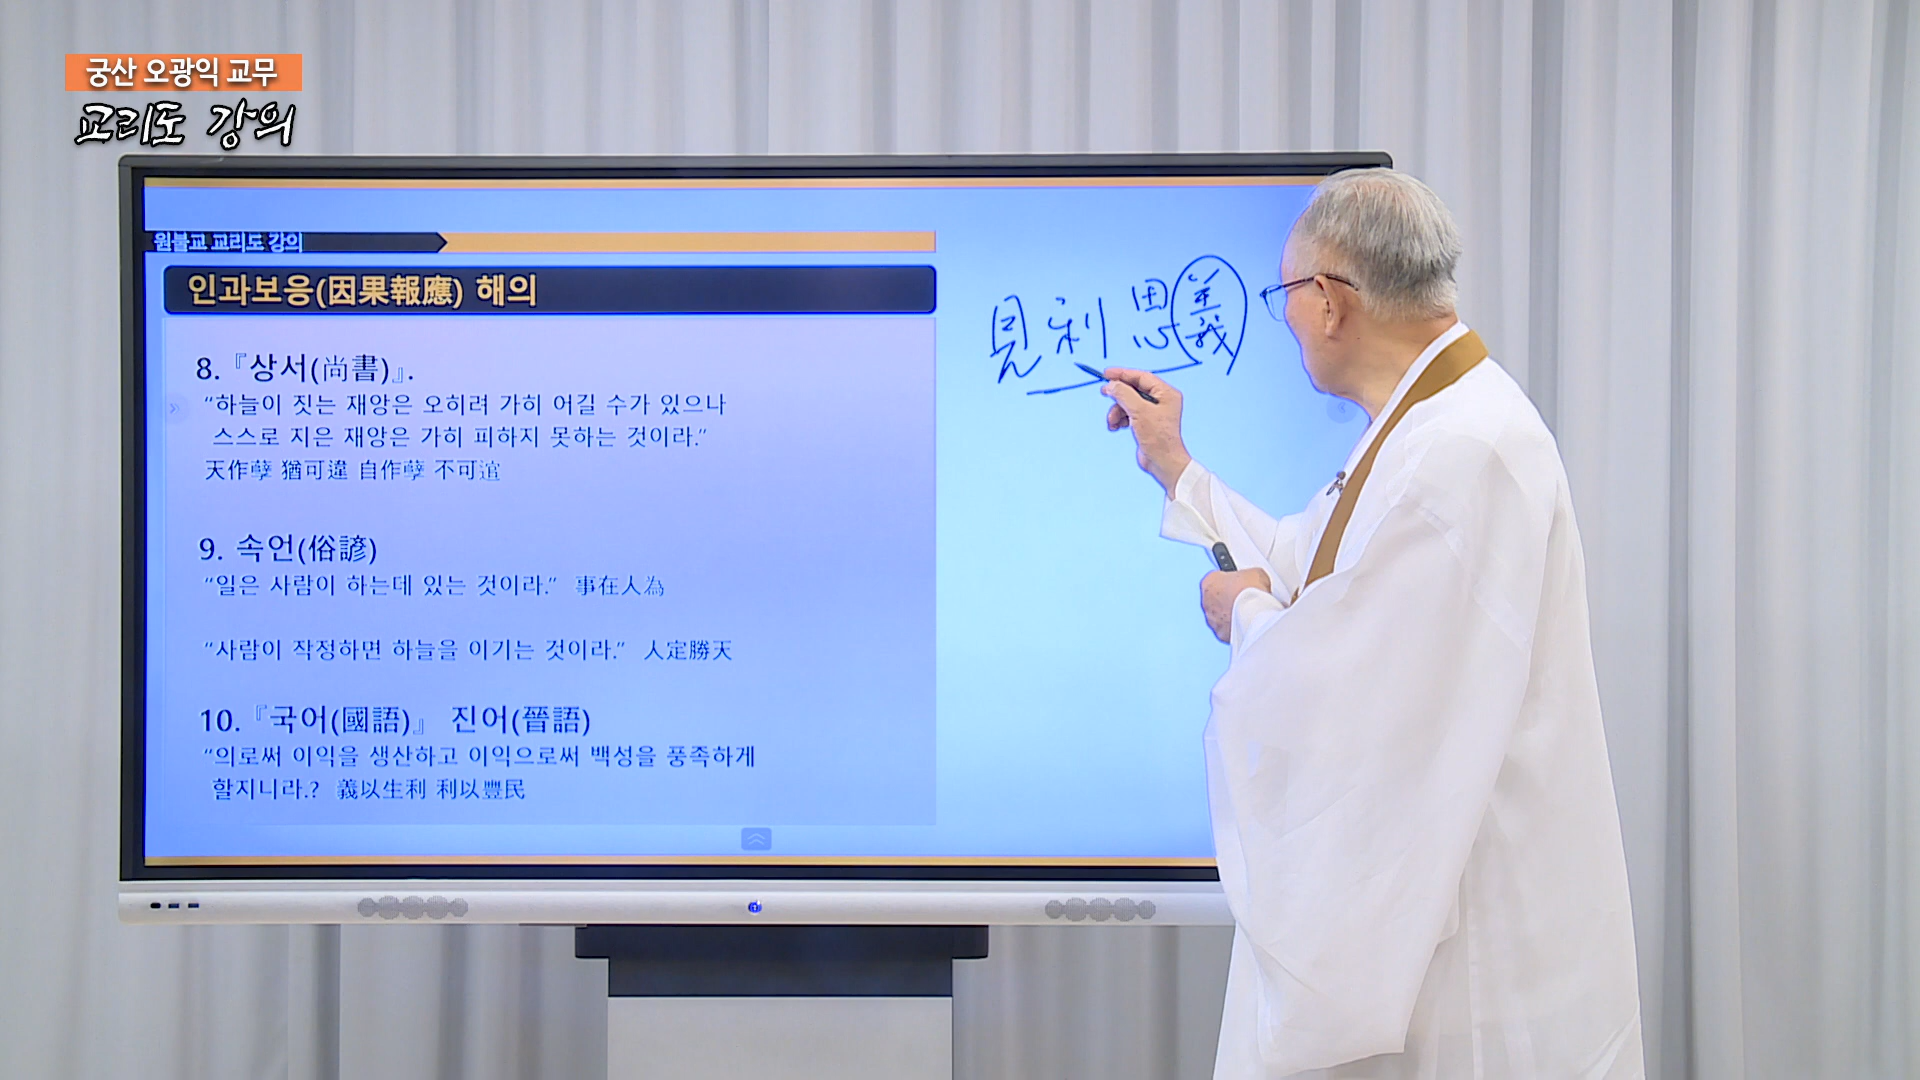 궁산 오광익 교무
교리도 강의
원불교 교리도 강의
인과보응(因果報應) 해의
8.『상서(尚書)』.
“하늘이 짓는 재앙은 오히려 가히 어길 수가 있으나
스스로 지은 재앙은 가히 피하지 못하는 것이라.”
天作孽 猶可違 自作孽 不可逭
9. 속언(俗諺)
“일은 사람이 하는데 있는 것이라.” 事在人為
“사람이 작정하면 하늘을 이기는 것이라.” 人定勝天
10.『국어(國語)』 진어(晉語)
“의로써 이익을 생산하고 이익으로써 백성을 풍족하게
할지니라.? 義以生利 利以豐民
見利思義